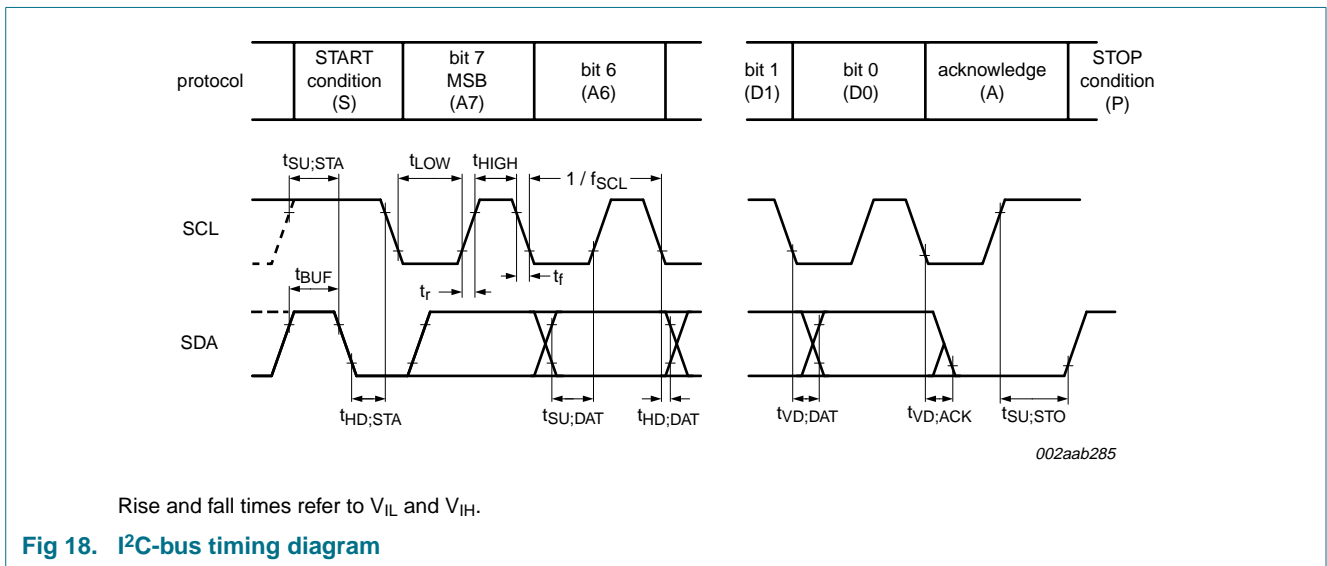 protocol
START
condition
(S)
bit 7
MSB
(A7)
bit 6
(A6)
bit 1
(D1)
bit 0
(D0)
acknowledge
(A)
STOP
condition
(P)
tSU;STA
tLOW
tHIGH
1 / fSCL
SCL
tBUF
tr
tf
SDA
tHD;STA
tSU;DAT
tHD;DAT
tVD;DAT
tVD;ACK
tSU;STO
002aab285
Rise and fall times refer to VIL and VIH.
Fig 18. I²C-bus timing diagram